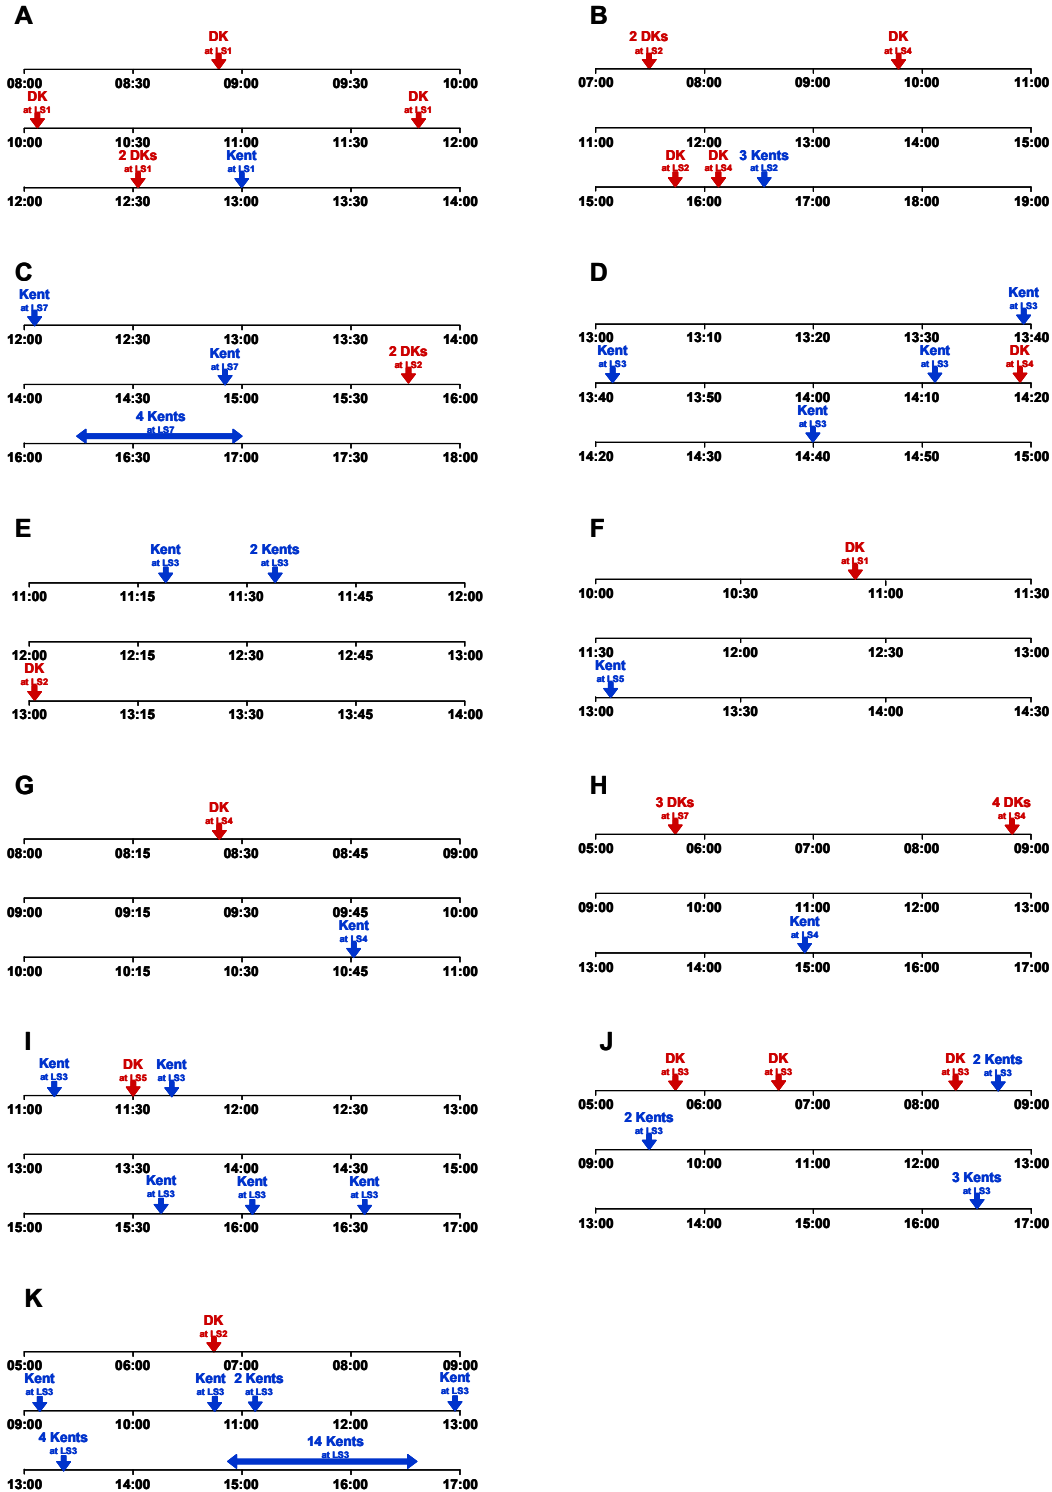 A
DK
at LS1
08:00 08:30 09:00 09:30 10:00
DK DK
at LS1 at LS1
10:00 10:30 11:00 11:30 12:00
2 DKs Kent
at LS1 at LS1
12:00 12:30 13:00 13:30 14:00
B
2 DKs DK
at LS2 at LS4
07:00 08:00 09:00 10:00 11:00
11:00 12:00 13:00 14:00 15:00
DK DK 3 Kents
at LS2 at LS4 at LS2
15:00 16:00 17:00 18:00 19:00
C
Kent
at LS7
12:00 12:30 13:00 13:30 14:00
Kent 2 DKs
at LS7 at LS2
14:00 14:30 15:00 15:30 16:00
4 Kents
at LS7
16:00 16:30 17:00 17:30 18:00
D
Kent
at LS3
13:00 13:10 13:20 13:30 13:40
Kent Kent DK
at LS3 at LS3 at LS4
13:40 13:50 14:00 14:10 14:20
Kent
at LS3
14:20 14:30 14:40 14:50 15:00
E
Kent 2 Kents
at LS3 at LS3
11:00 11:15 11:30 11:45 12:00
12:00 12:15 12:30 12:45 13:00
DK
at LS2
13:00 13:15 13:30 13:45 14:00
F
DK
at LS1
10:00 10:30 11:00 11:30
11:30 12:00 12:30 13:00
Kent
at LS5
13:00 13:30 14:00 14:30
G
DK
at LS4
08:00 08:15 08:30 08:45 09:00
09:00 09:15 09:30 09:45 10:00
Kent
at LS4
10:00 10:15 10:30 10:45 11:00
H
3 DKs 4 DKs
at LS7 at LS4
05:00 06:00 07:00 08:00 09:00
09:00 10:00 11:00 12:00 13:00
Kent
at LS4
13:00 14:00 15:00 16:00 17:00
I
Kent DK Kent
at LS3 at LS5 at LS3
11:00 11:30 12:00 12:30 13:00
13:00 13:30 14:00 14:30 15:00
Kent Kent Kent
at LS3 at LS3 at LS3
15:00 15:30 16:00 16:30 17:00
J
DK DK DK 2 Kents
at LS3 at LS3 at LS3 at LS3
05:00 06:00 07:00 08:00 09:00
2 Kents
at LS3
09:00 10:00 11:00 12:00 13:00
3 Kents
at LS3
13:00 14:00 15:00 16:00 17:00
K
DK
at LS2
05:00 06:00 07:00 08:00 09:00
Kent Kent 2 Kents Kent
at LS3 at LS3 at LS3 at LS3
09:00 10:00 11:00 12:00 13:00
4 Kents 14 Kents
at LS3 at LS3
13:00 14:00 15:00 16:00 17:00